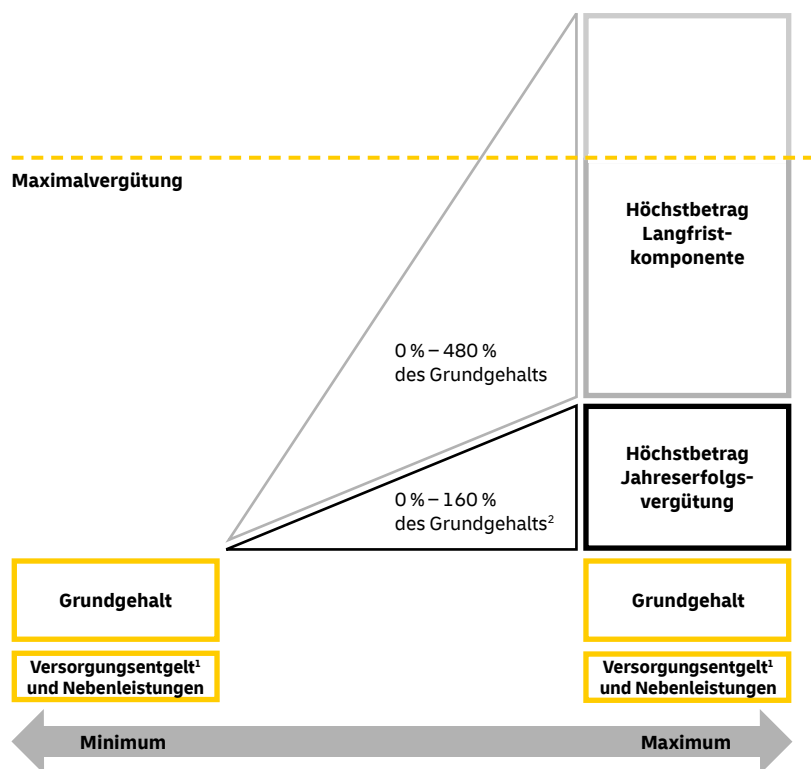 Maximalvergütung
Höchstbetrag
Langfrist-
komponente
0 % – 480 %
des Grundgehalts
Höchstbetrag
Jahreserfolgs-
vergütung
0 % – 160 %
des Grundgehalts²
Grundgehalt
Grundgehalt
Versorgungsentgelt¹
und Nebenleistungen
Versorgungsentgelt¹
und Nebenleistungen
Minimum
Maximum